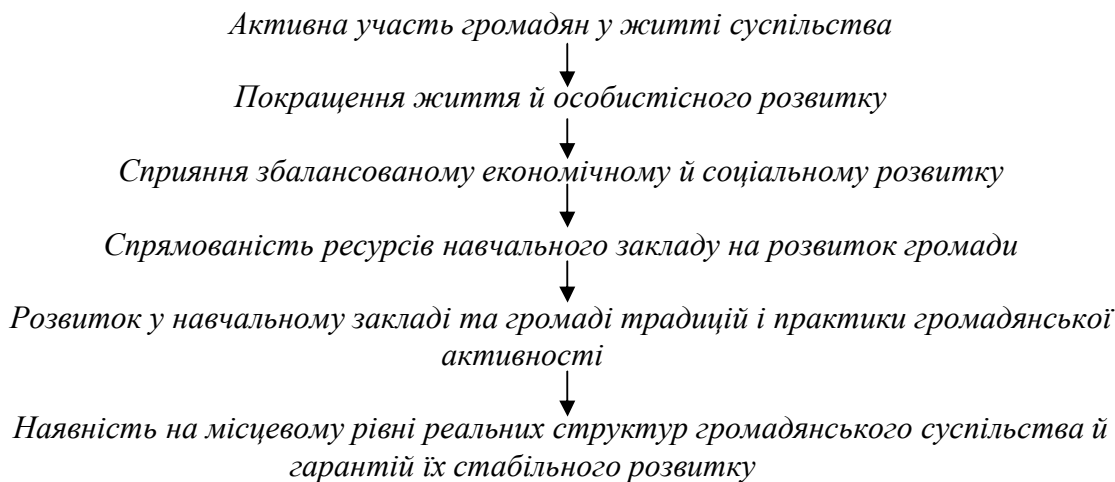 Активна участь громадян у житті суспільства
Покращення життя й особистісного розвитку
Сприяння збалансованому економічному й соціальному розвитку
Спрямованість ресурсів навчального закладу на розвиток громади
Розвиток у навчальному закладі та громаді традицій і практики громадянської
активності
Наявність на місцевому рівні реальних структур громадянського суспільства й
гарантій їх стабільного розвитку